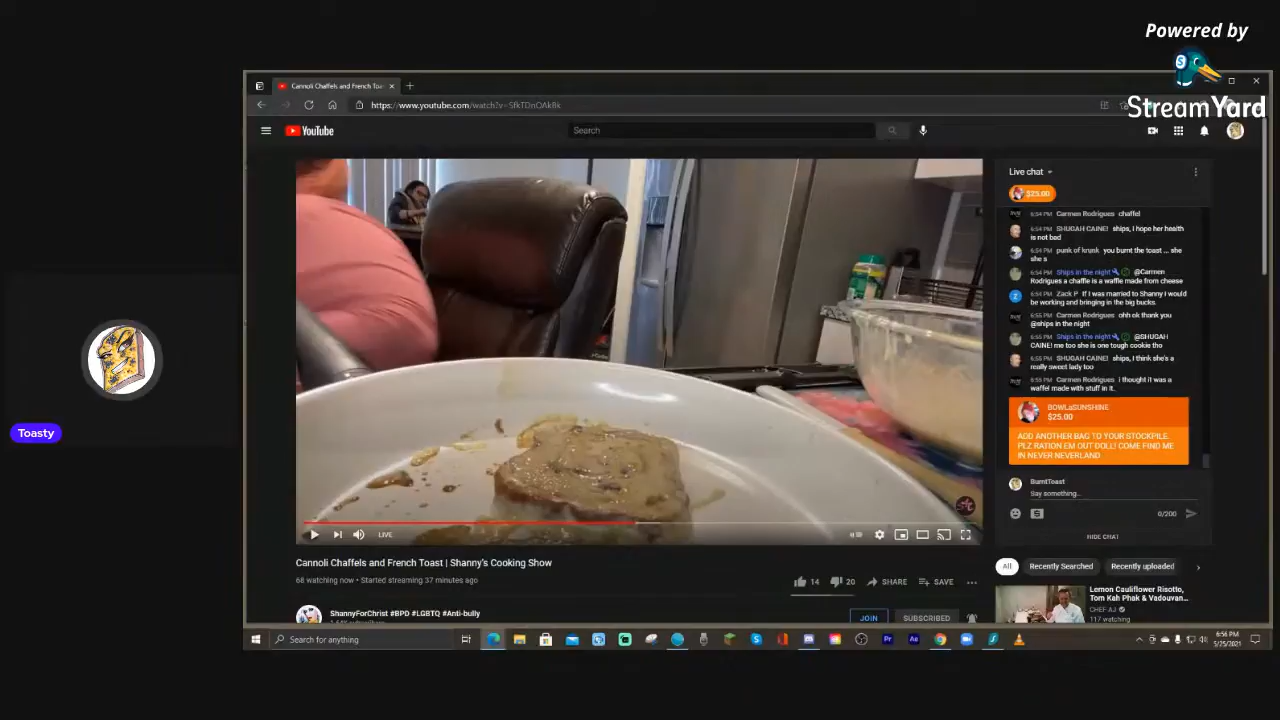 Powered by
StreamYard
Cannoli Chaffels and French Toa
https://www.youtube.com/watch?v=
YouTube
Search
Toasty
Live chat
$25.00
6:54 PM Carmen Rodrigues chaffel
6:54 PM SHUGAH CAINE! ships, I hope her health
is not bad
6:54 PM punk of krunk you burnt the toast ... she
she s
6:54 PM Ships in the night @Carmen
Rodrigues a chaffle is a waffle made from cheese
6:54 PM Zack P If I was married to Shanny I would
be working and bringing in the big bucks.
6:55 PM Carmen Rodrigues ohh ok thank you
@ships in the night
6:55 PM Ships in the night @SHUGAH
CAINE! me too she is one tough cookie tho
6:55 PM SHUGAH CAINE! ships, I think she's a
really sweet lady too
6:55 PM Carmen Rodrigues i thought it was a
waffel made with stuff in it.
BOWLaSUNSHINE
$25.00
ADD ANOTHER BAG TO YOUR STOCKPILE.
PLZ RATION EM OUT DOLL! COME FIND ME
IN NEVER NEVERLAND
BurntToast
Say something...
0/200
HIDE CHAT
LIVE
Cannoli Chaffels and French Toast | Shanny's Cooking Show
68 watching now • Started streaming 37 minutes ago
14
20
SHARE
SAVE
ShannyForChrist #BPD #LGBTQ #Anti-bully
JOIN
SUBSCRIBED
All
Recently Searched
Recently uploaded
Lemon Cauliflower Risotto,
Tom Kah Phak & Vadouvan...
CHEF AJ
117 watching
Search for anything
6:56 PM
5/25/2021